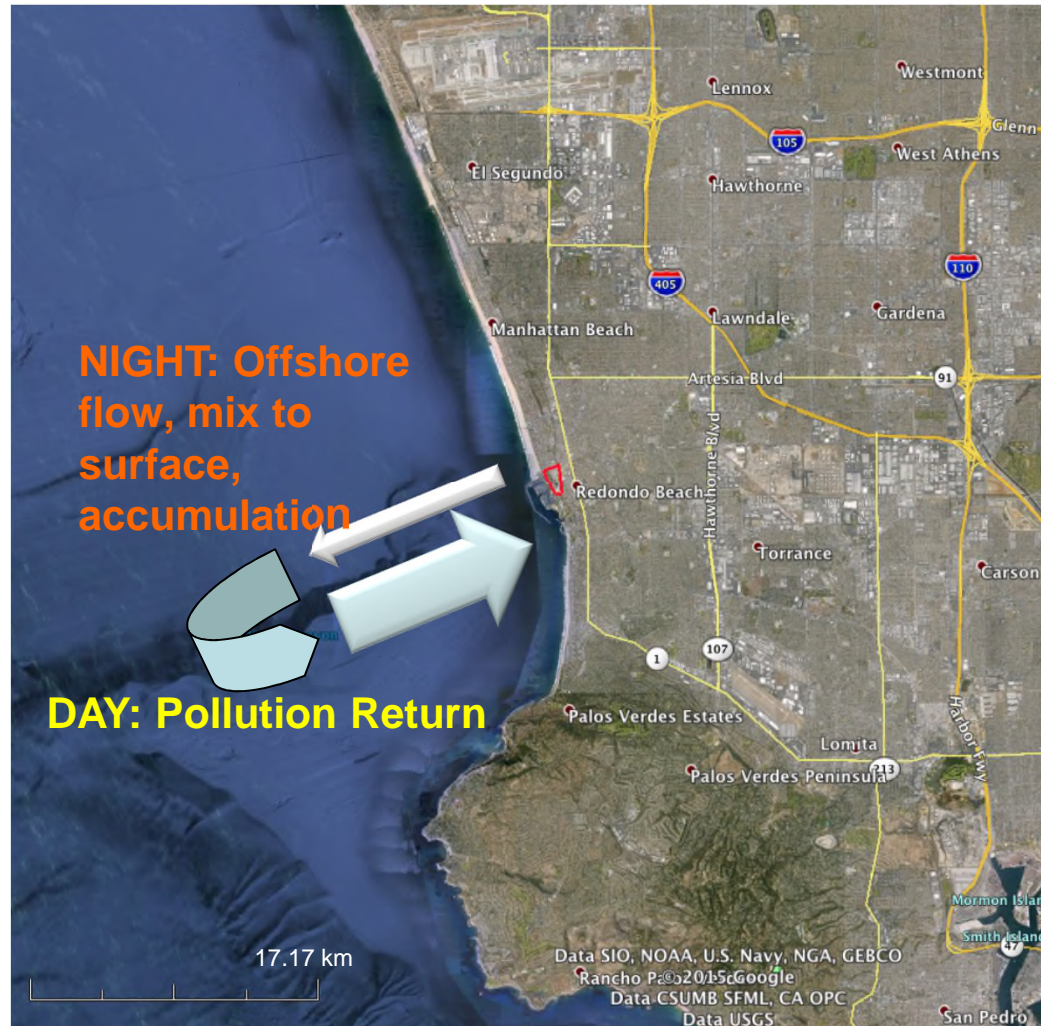 Westmont
Lennox
Glenn
105
West Athens
El Segundo
Hawthorne
110
405
Gardena
Lawndale
Manhattan Beach
NIGHT: Offshore
flow, mix to
surface,
accumulation
Artesia Blvd
91
Hawthorne Blvd
Redondo Beach
Torrance
Carson
107
1
DAY: Pollution Return
Palos Verdes Estates
Harbor Fwy
Lomita
Palos Verdes Peninsula
213
Mormon Islan
Smith Island
47
17.17 km
Data SIO, NOAA, U.S. Navy, NGA, GEBCO
© 2015 Google
Data CSUMB SFML, CA OPC
Data USGS
San Pedro